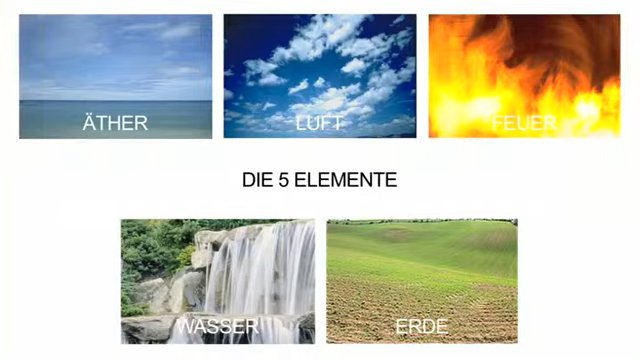 ÄTHER
LUFT
FEUER
DIE 5 ELEMENTE
WASSER
ERDE